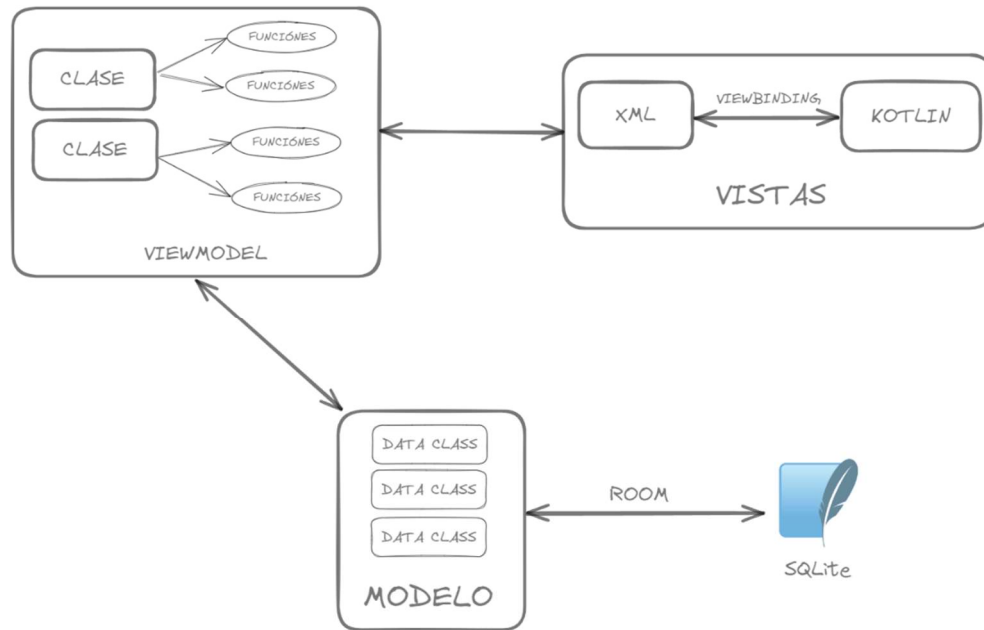 CLASE
FUNCIÓNES
FUNCIÓNES
CLASE
FUNCIÓNES
FUNCIÓNES
VIEWMODEL
XML
VIEWBINDING
KOTLIN
VISTAS
DATA CLASS
DATA CLASS
DATA CLASS
MODELO
ROOM
SQLite